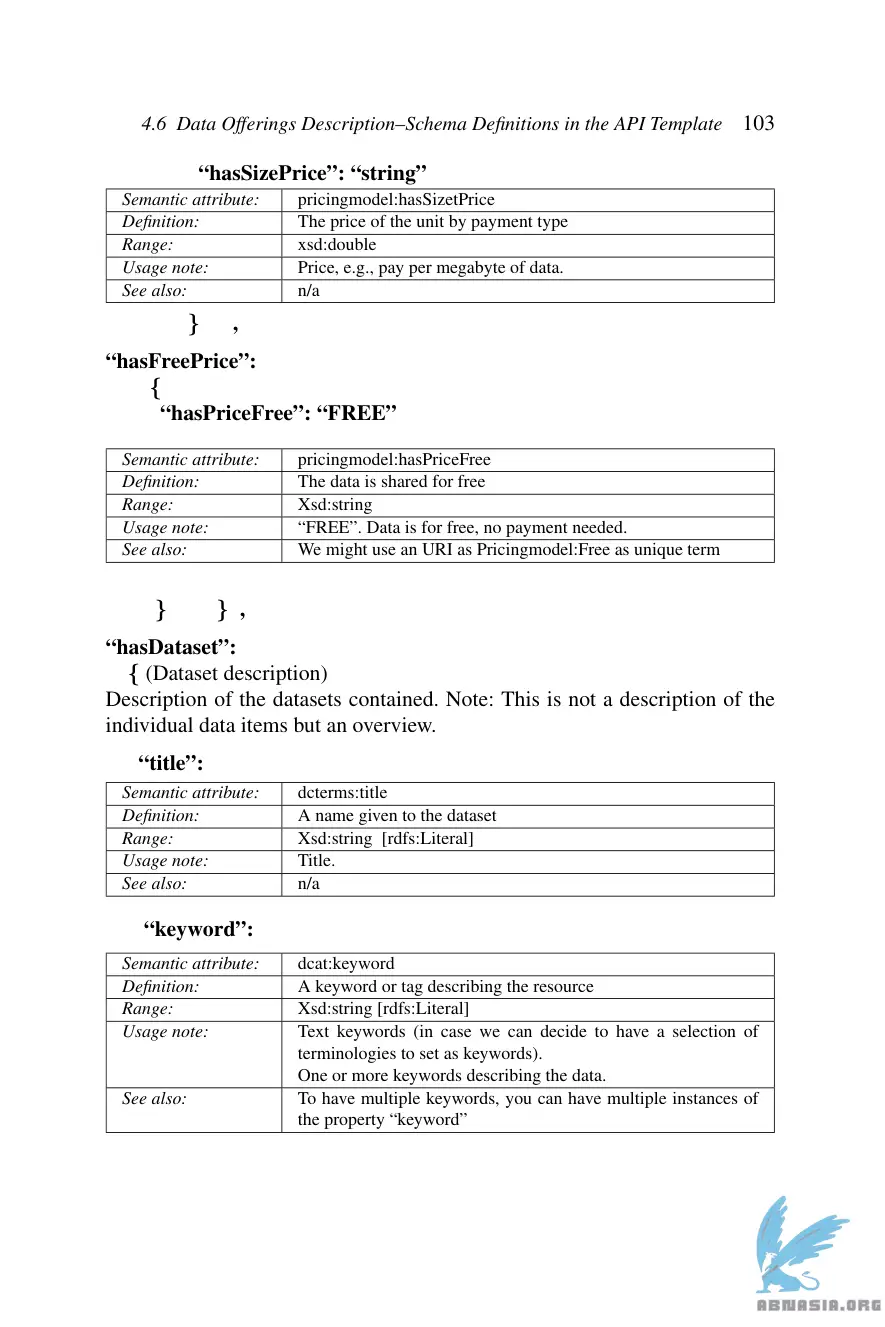 4.6 Data Offerings Description–Schema Definitions in the API Template 103
“hasSizePrice”: “string”
Semantic attribute: pricingmodel:hasSizetPrice
Definition: The price of the unit by payment type
Range: xsd:double
Usage note: Price, e.g., pay per megabyte of data.
See also: n/a
} ,
“hasFreePrice”:
{
“hasPriceFree”: “FREE”
Semantic attribute: pricingmodel:hasPriceFree
Definition: The data is shared for free
Range: Xsd:string
Usage note: “FREE”. Data is for free, no payment needed.
See also: We might use an URI as Pricingmodel:Free as unique term
} } ,
“hasDataset”:
{ (Dataset description)
Description of the datasets contained. Note: This is not a description of the
individual data items but an overview.
“title”:
Semantic attribute: dcterms:title
Definition: A name given to the dataset
Range: Xsd:string [rdfs:Literal]
Usage note: Title.
See also: n/a
“keyword”:
Semantic attribute: dcat:keyword
Definition: A keyword or tag describing the resource
Range: Xsd:string [rdfs:Literal]
Usage note: Text keywords (in case we can decide to have a selection of
terminologies to set as keywords).
One or more keywords describing the data.
See also: To have multiple keywords, you can have multiple instances of
the property “keyword”
ABNASIA.ORG